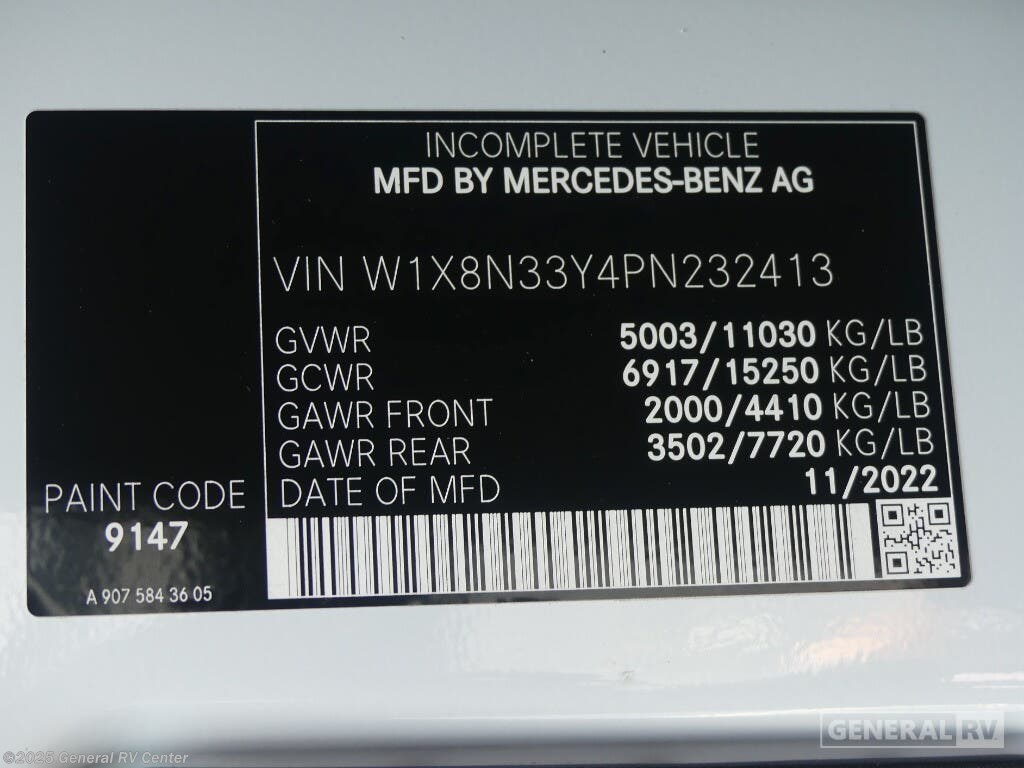 INCOMPLETE VEHICLE
MFD BY MERCEDES-BENZ AG
VIN W1X8N33Y4PN232413
GVWR 5003/11030 KG/LB
GCWR 6917/15250 KG/LB
GAWR FRONT 2000/4410 KG/LB
GAWR REAR 3502/7720 KG/LB
DATE OF MFD 11/2022
PAINT CODE
9147
A 907 584 36 05
GENERAL RV
©2025 General RV Center